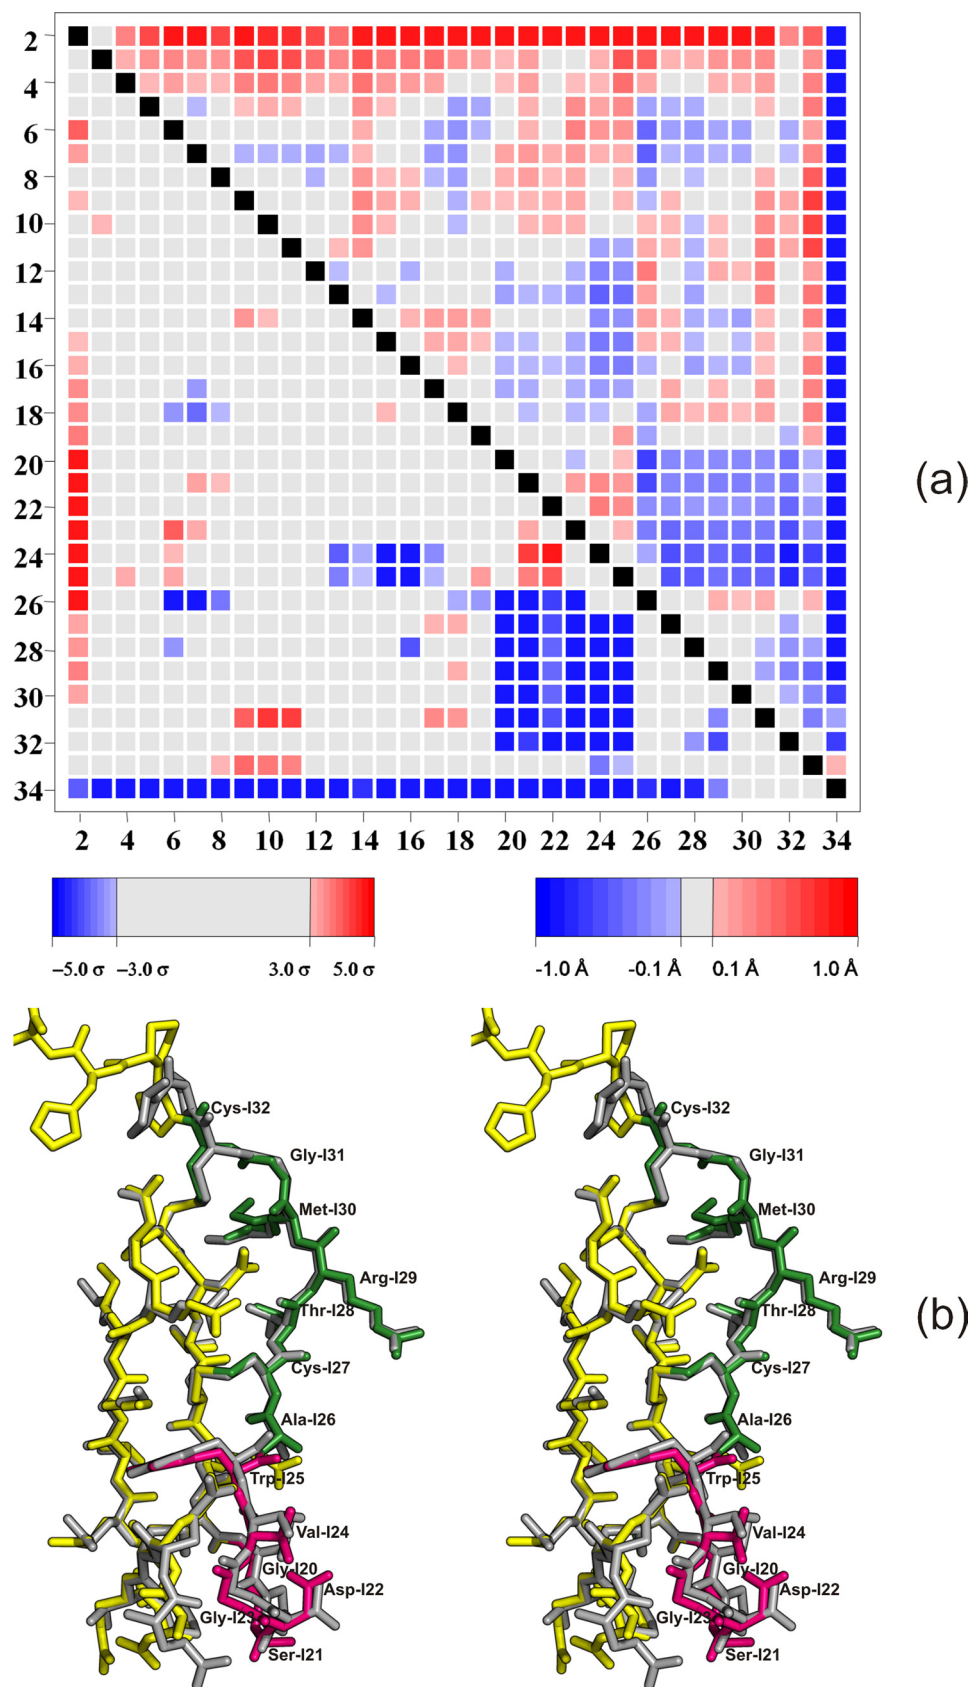 2
4
6
8
10
12
14
16
18
20
22
24
26
28
30
32
34
(a)
2 4 6 8 10 12 14 16 18 20 22 24 26 28 30 32 34
–5.0 σ –3.0 σ 3.0 σ 5.0 σ -1.0 Å -0.1 Å 0.1 Å 1.0 Å
Cys-I32 Cys-I32
Gly-I31 Gly-I31
Met-I30 Met-I30
Arg-I29 Arg-I29
Thr-I28 Thr-I28
(b)
Cys-I27 Cys-I27
Ala-I26 Ala-I26
Trp-I25 Trp-I25
Val-I24 Val-I24
Gly-I20 Gly-I20
Asp-I22 Asp-I22
Gly-I23 Gly-I23
Ser-I21 Ser-I21